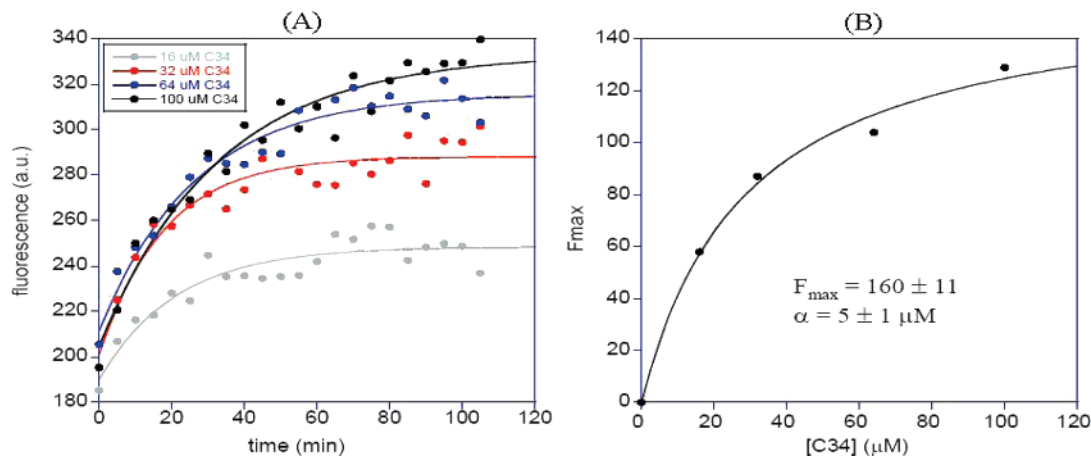 (A)
340
320
300
280
260
240
220
200
180
fluorescence (a.u.)
16 uM C34
32 uM C34
64 uM C34
100 uM C34
0 20 40 60 80 100 120
time (min)
(B)
140
120
100
80
60
40
20
0
Fmax
F_max = 160 ± 11
α = 5 ± 1 μM
0 20 40 60 80 100 120
[C34] (μM)